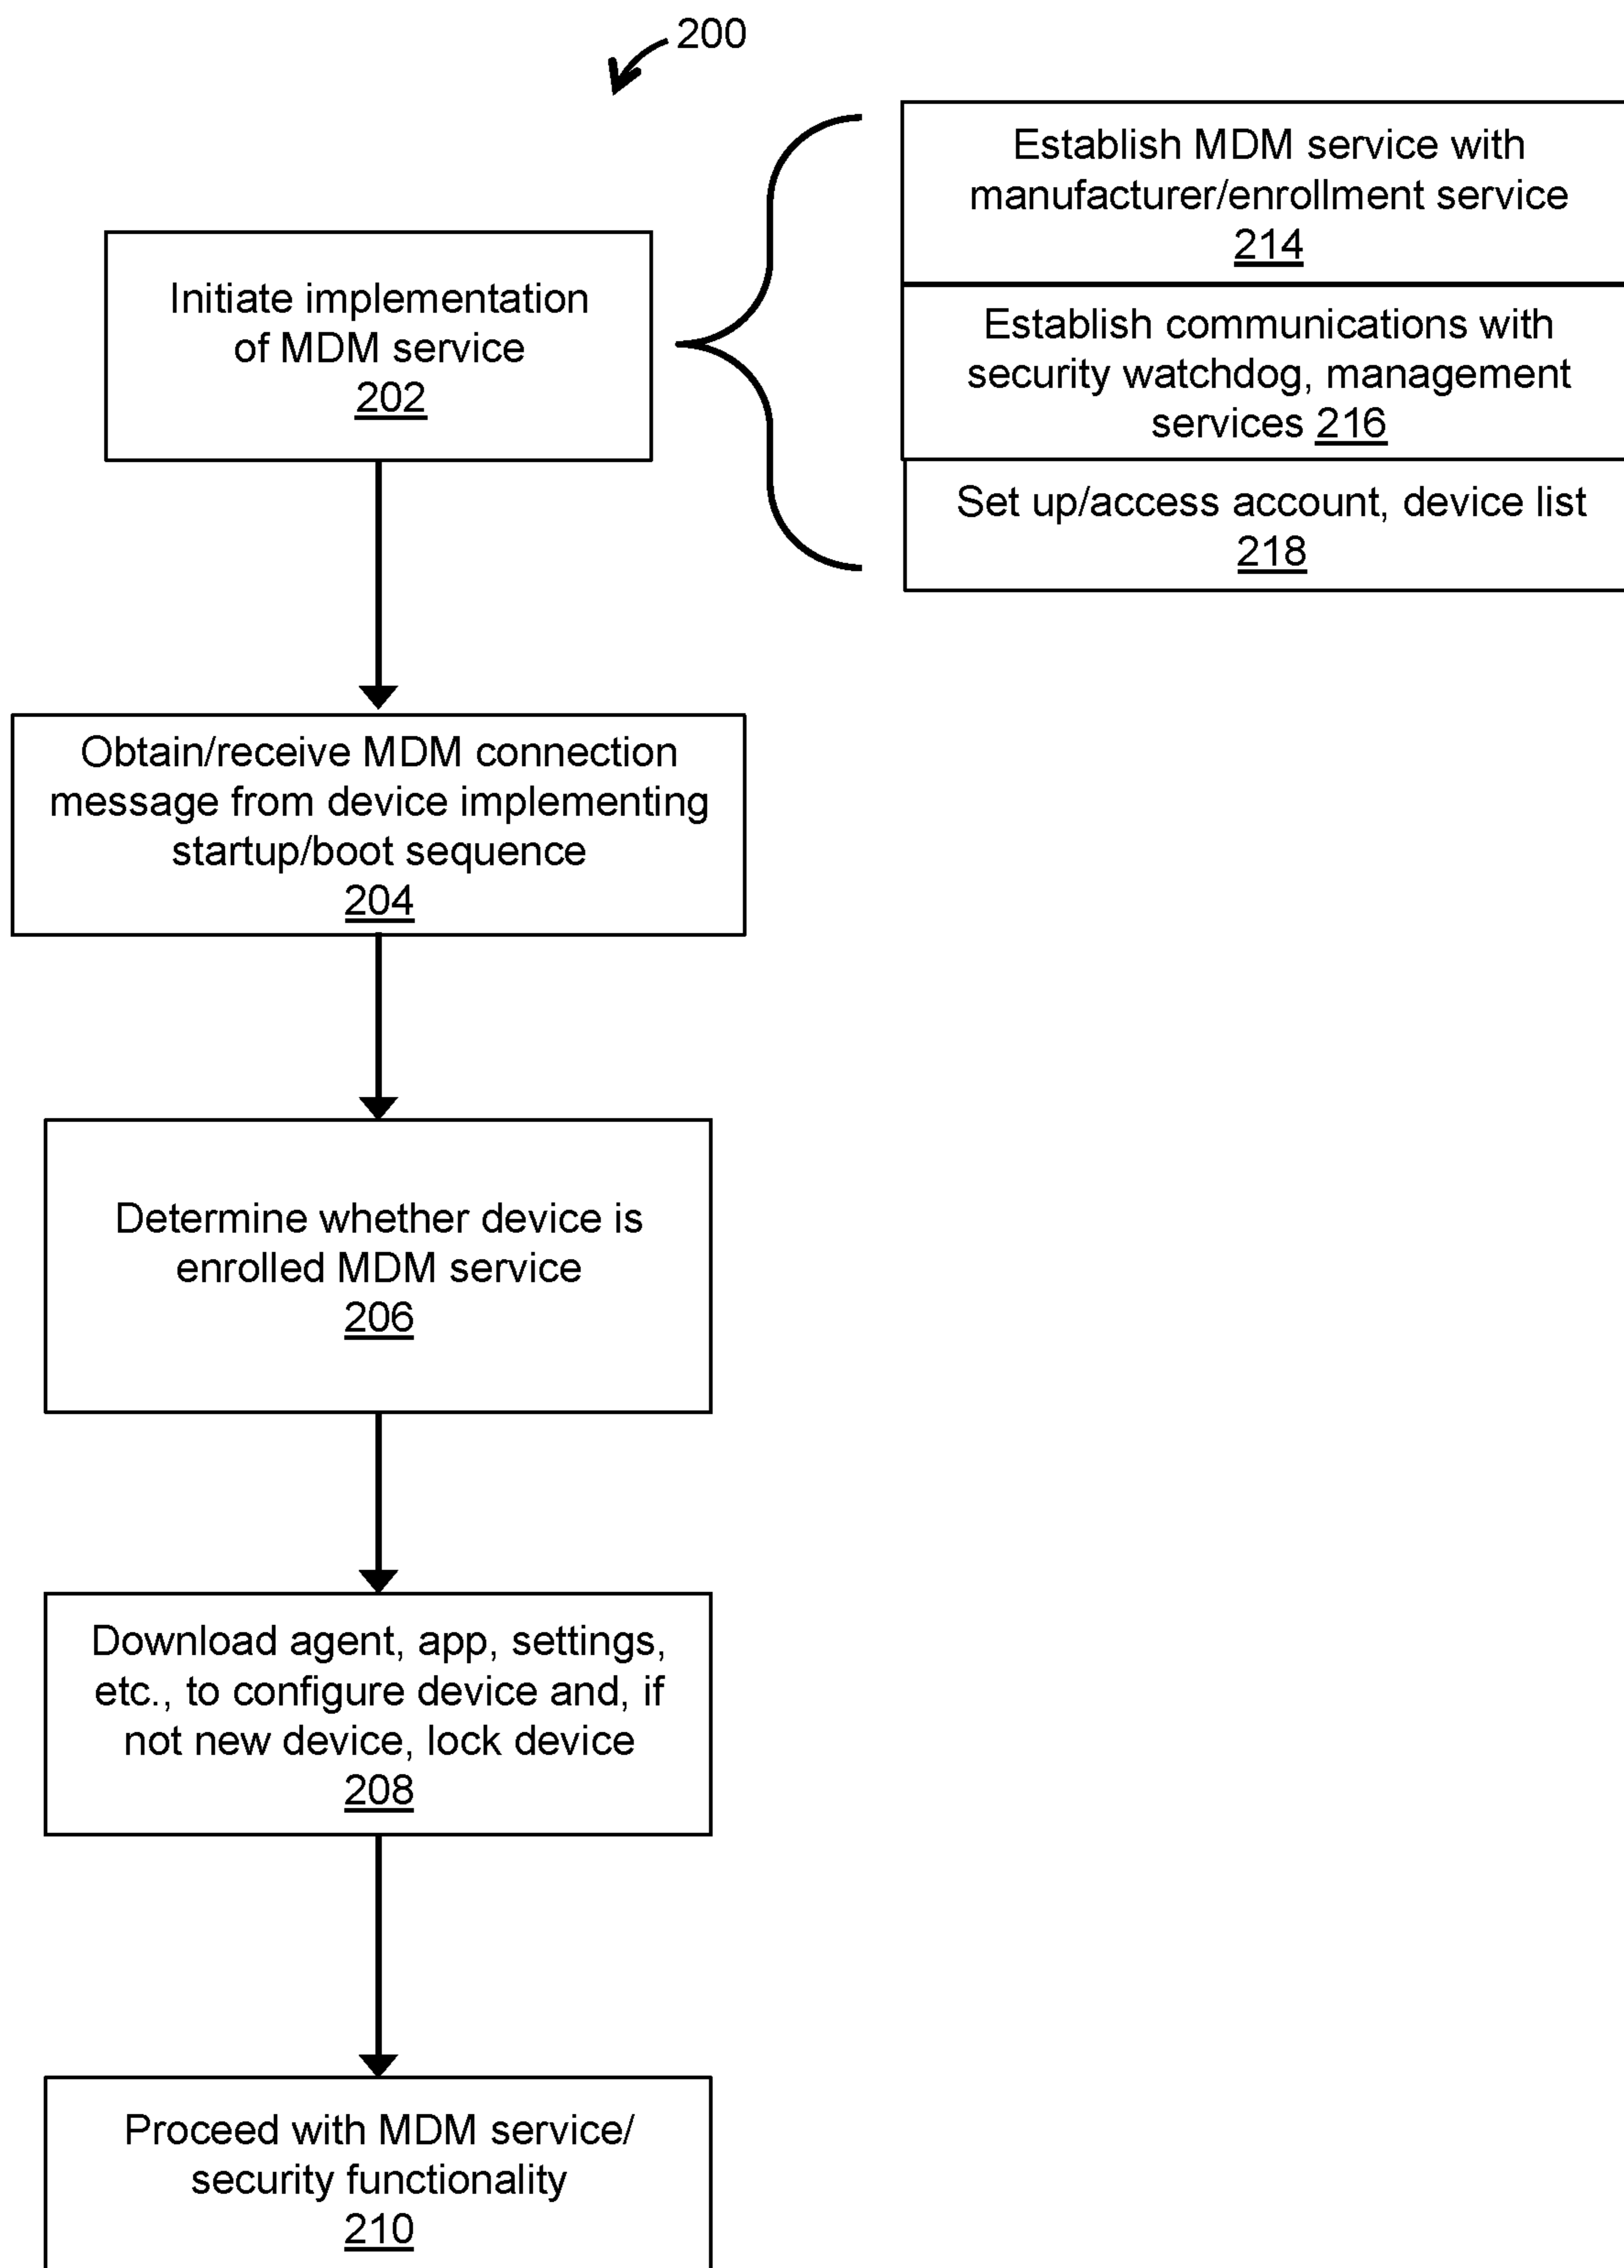 200
Initiate implementation
of MDM service
202
Establish MDM service with
manufacturer/enrollment service
214
Establish communications with
security watchdog, management
services 216
Set up/access account, device list
218
Obtain/receive MDM connection
message from device implementing
startup/boot sequence
204
Determine whether device is
enrolled MDM service
206
Download agent, app, settings,
etc., to configure device and, if
not new device, lock device
208
Proceed with MDM service/
security functionality
210